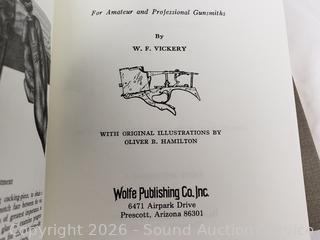 For Amateur and Professional Gunsmiths
By
W. F. VICKERY
WITH ORIGINAL ILLUSTRATIONS BY
OLIVER B. HAMILTON
Wolfe Publishing Co., Inc.
6471 Airpark Drive
Prescott, Arizona 86301
Copyright 2026 - Sound Auction Service